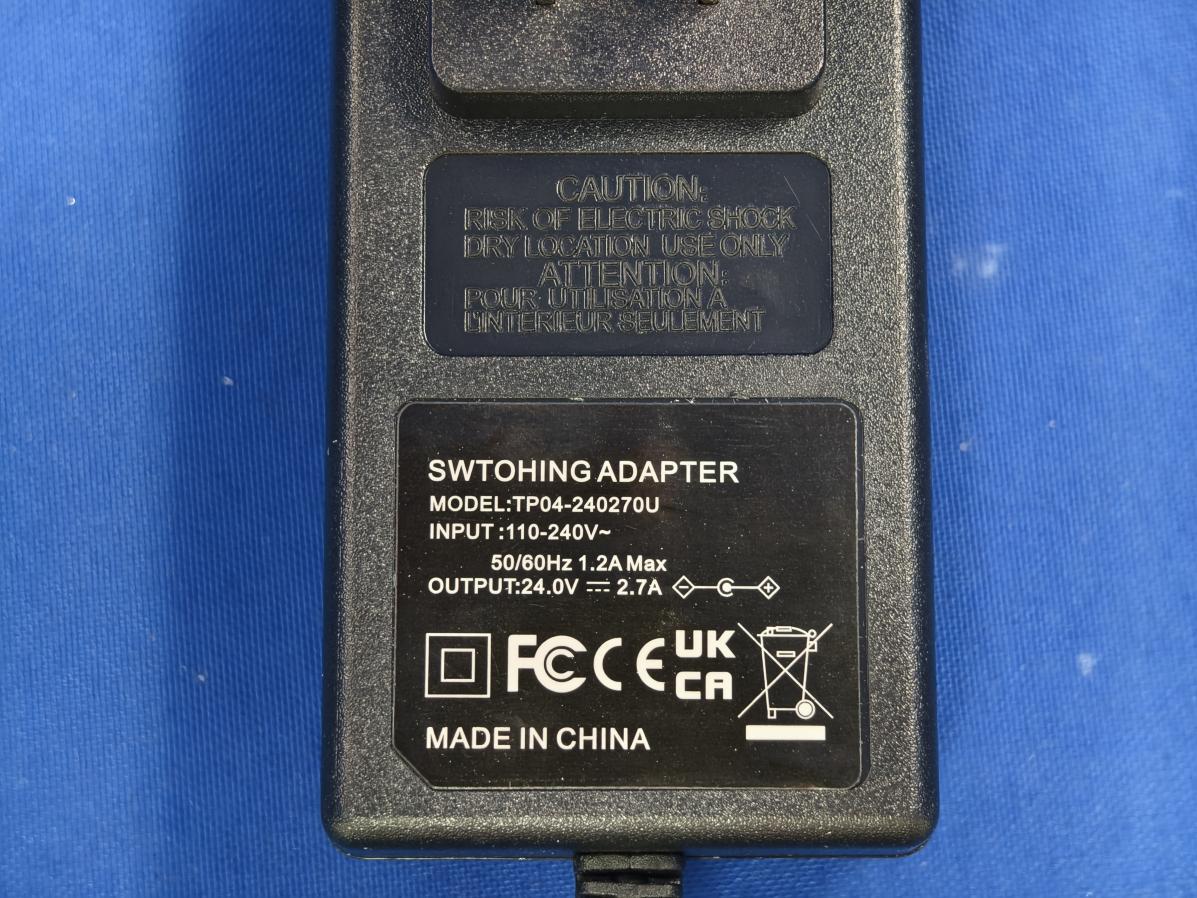 CAUTION:
RISK OF ELECTRIC SHOCK
DRY LOCATION USE ONLY
ATTENTION:
POUR UTILISATION A
L'INTERIEUR SEULEMENT
SWTOHING ADAPTER
MODEL:TP04-240270U
INPUT :110-240V~
50/60Hz 1.2A Max
OUTPUT:24.0V ⎓ 2.7A
FC CE UK
CA
MADE IN CHINA